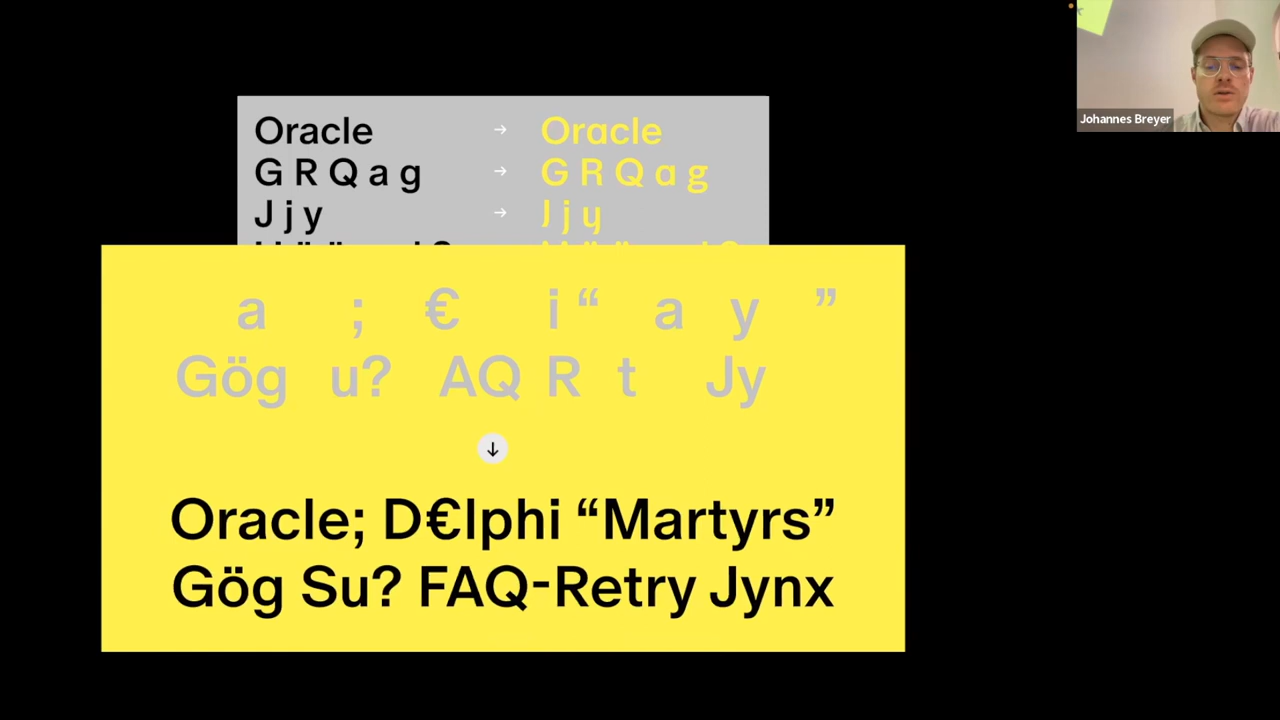 Oracle → Oracle
G R Q a g → G R Q a g
J j y → J j y
a ; € i “ a y ”
Gög u? AQ R t Jy
↓
Oracle; D€lphi “Martyrs”
Gög Su? FAQ-Retry Jynx
Johannes Breyer